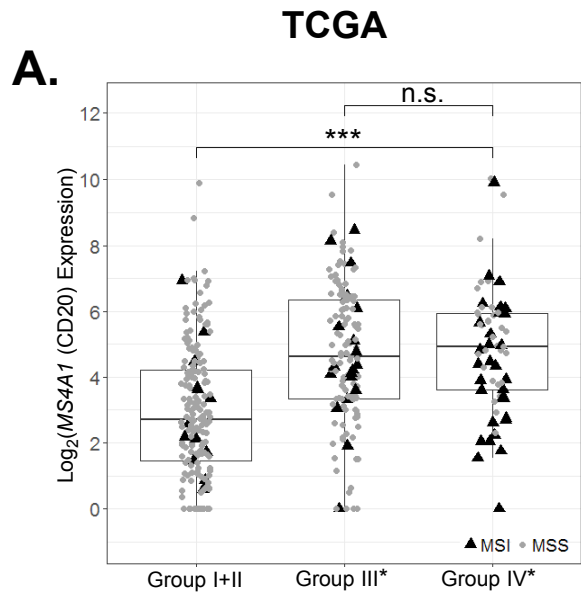 TCGA
A.
n.s.
***
Log2(MS4A1 (CD20) Expression)
12
10
8
6
4
2
0
MSI MSS
Group I+II Group III* Group IV*